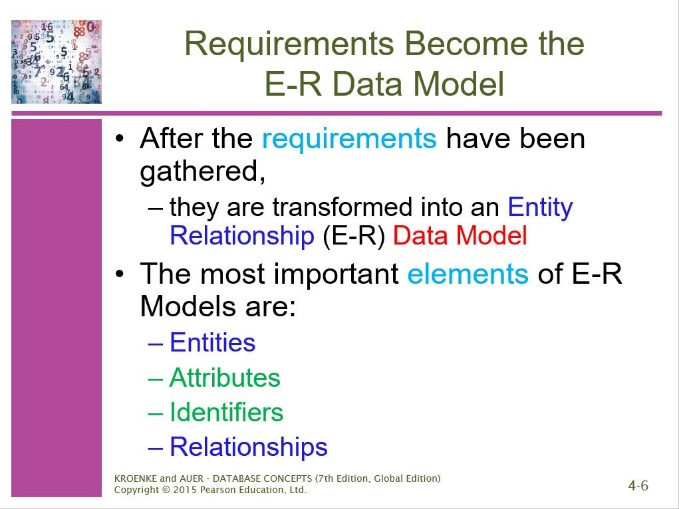 Requirements Become the
E-R Data Model
• After the requirements have been
gathered,
– they are transformed into an Entity
Relationship (E-R) Data Model
• The most important elements of E-R
Models are:
– Entities
– Attributes
– Identifiers
– Relationships
KROENKE and AUER - DATABASE CONCEPTS (7th Edition, Global Edition)
Copyright © 2015 Pearson Education, Ltd.
4-6